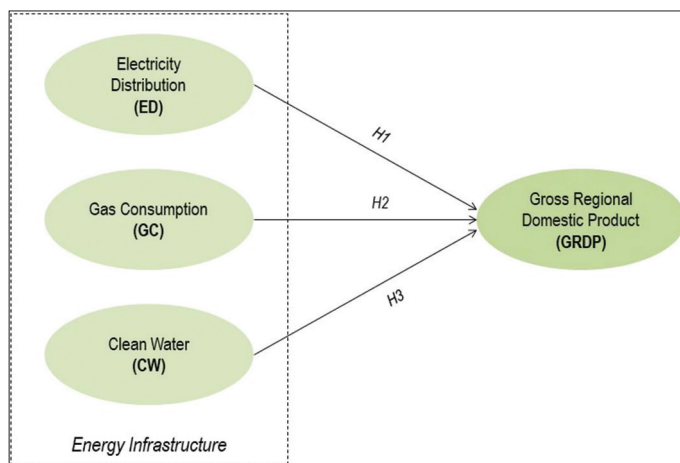 Electricity
Distribution
(ED)
H1
Gas Consumption
(GC)
H2
Gross Regional
Domestic Product
(GRDP)
H3
Clean Water
(CW)
Energy Infrastructure